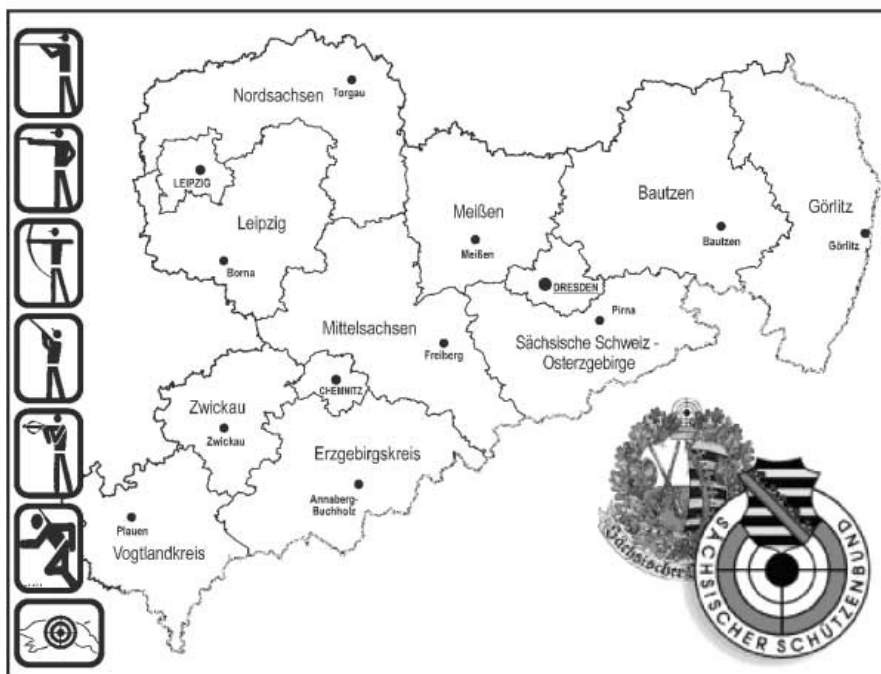 Nordsachsen
Torgau
LEIPZIG
Leipzig
Borna
Meißen
Meißen
Bautzen
Bautzen
Görlitz
Görlitz
DRESDEN
Pirna
Sächsische Schweiz -
Osterzgebirge
Mittelsachsen
Freiberg
CHEMNITZ
Zwickau
Zwickau
Erzgebirgskreis
Annaberg-
Buchholz
Plauen
Vogtlandkreis
Sächsischer
SÄCHSISCHER SCHÜTZENBUND